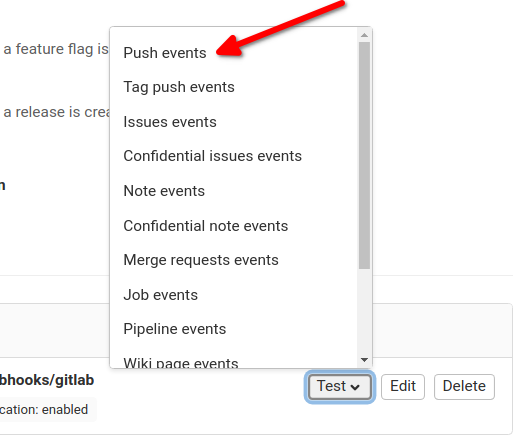 Push events
a feature flag is
Tag push events
a release is crea
Issues events
Confidential issues events
Note events
Confidential note events
Merge requests events
Job events
Pipeline events
Wiki page events
bhooks/gitlab
Test
Edit
Delete
cation: enabled